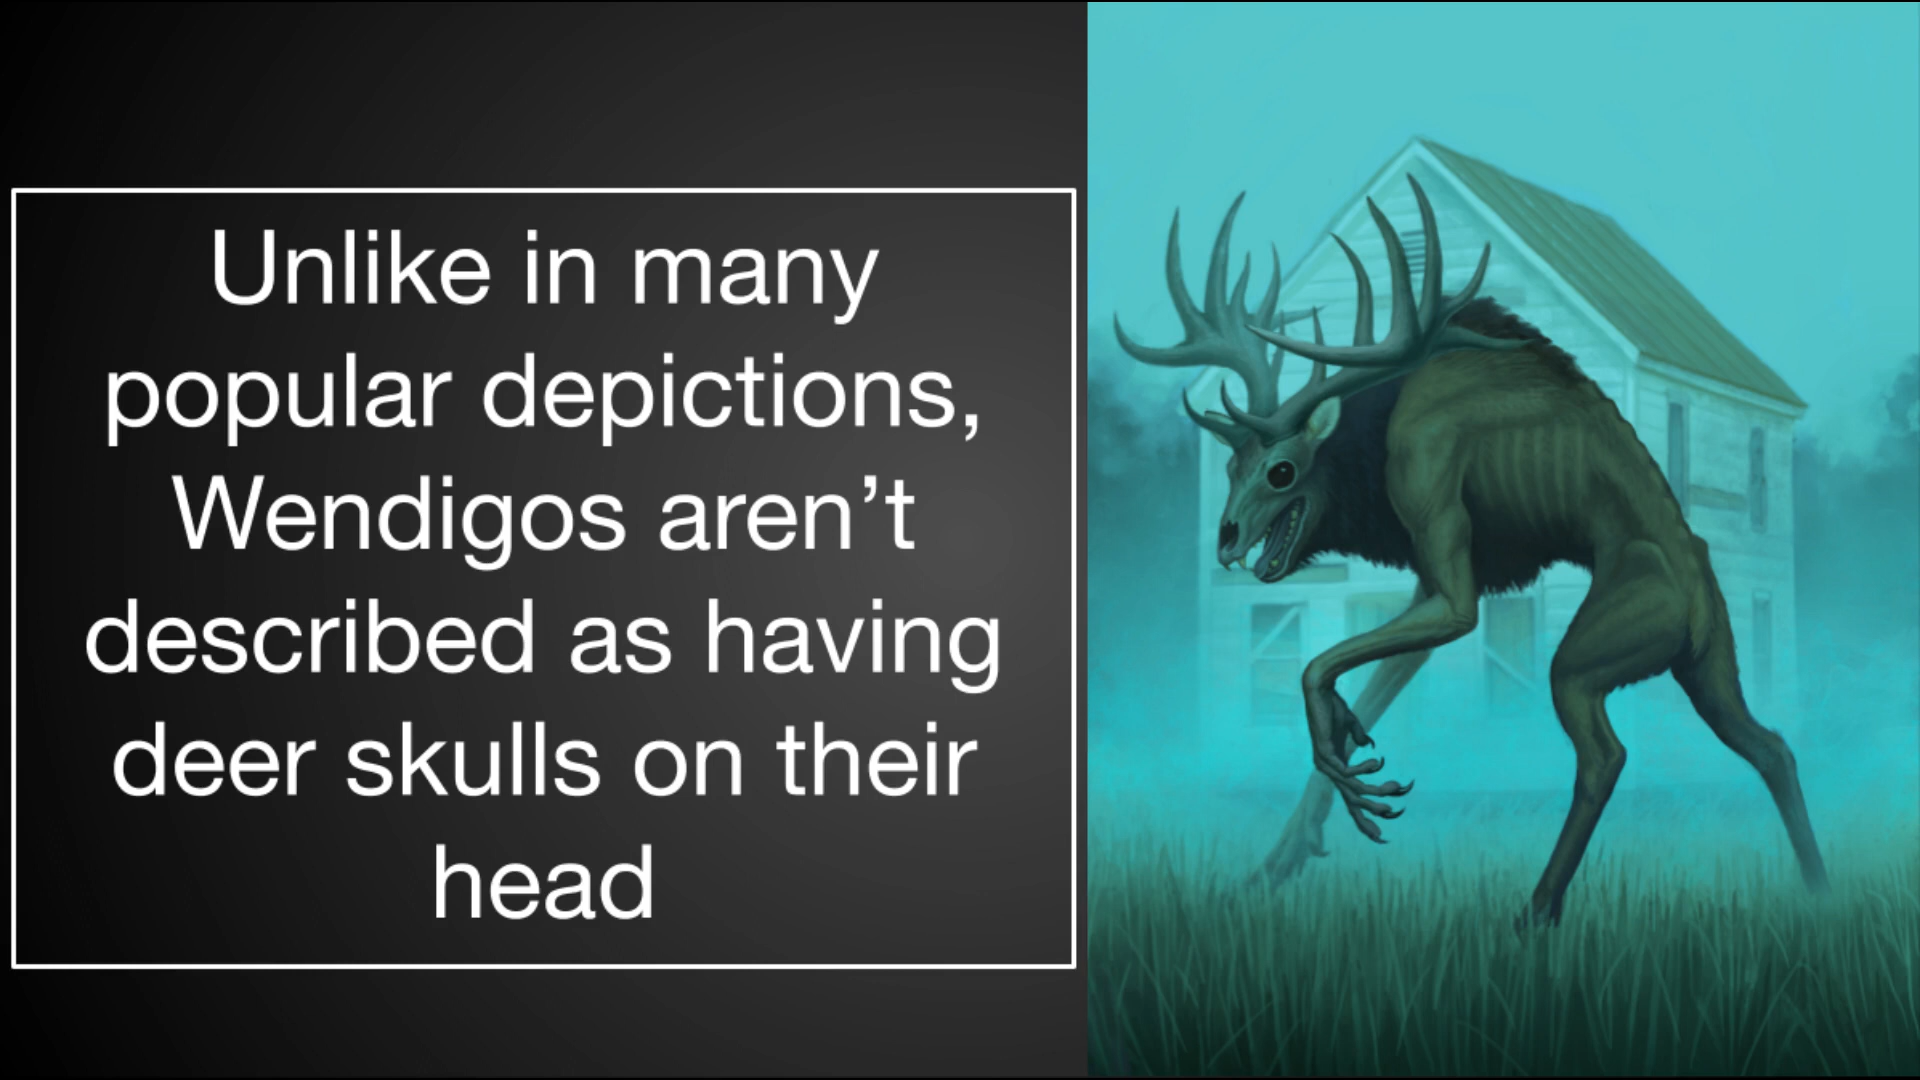 Unlike in many
popular depictions,
Wendigos aren’t
described as having
deer skulls on their
head